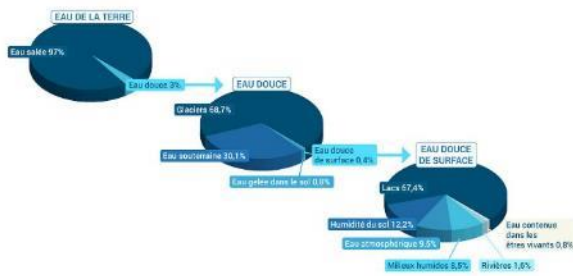 EAU DE LA TERRE
Eau salée 97%
Eau douce 3%
EAU DOUCE
Glaciers 68,7%
Eau souterraine 30,1%
Eau gelée dans le sol 0,8%
Eau douce
de surface 0,4%
EAU DOUCE
DE SURFACE
Lacs 67,4%
Humidité du sol 12,2%
Eau atmosphérique 9,5%
Milieux humides 8,5%
Rivières 1,6%
Eau contenue
dans les
êtres vivants 0,8%